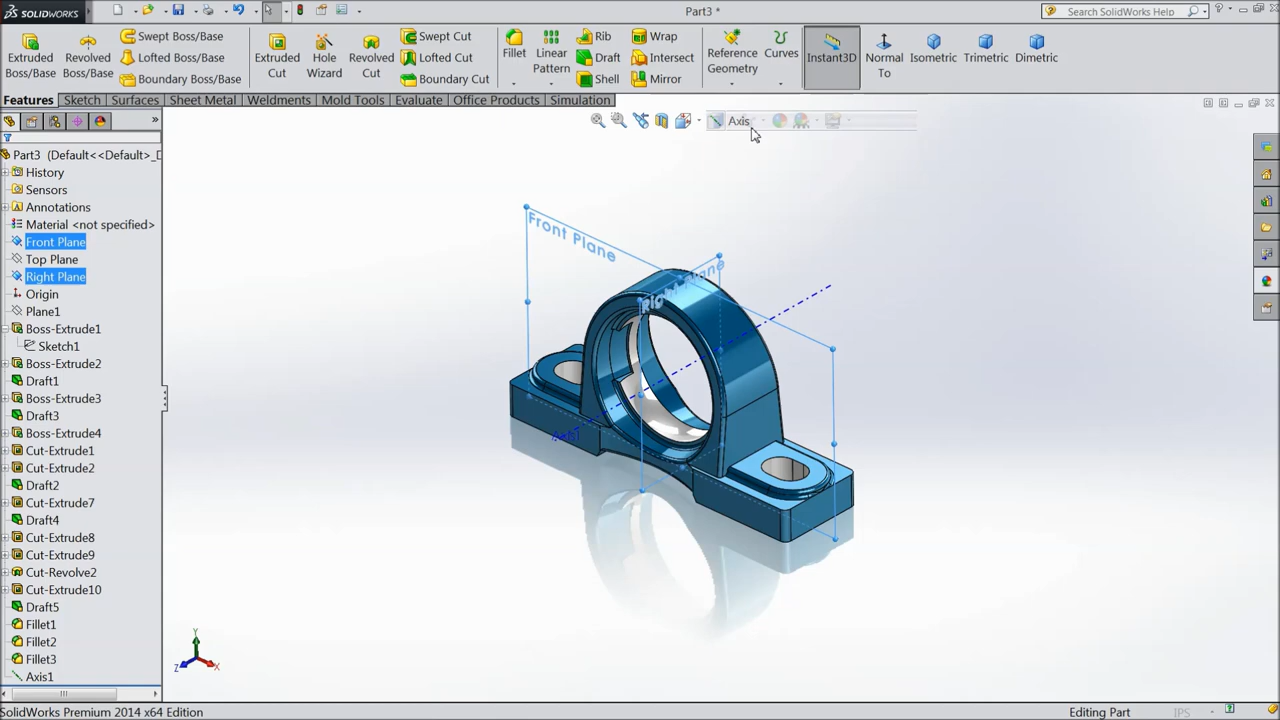 SOLIDWORKS
Part3 *
Search SolidWorks Help
Extruded Boss/Base
Revolved Boss/Base
Swept Boss/Base
Lofted Boss/Base
Boundary Boss/Base
Extruded Cut
Hole Wizard
Revolved Cut
Swept Cut
Lofted Cut
Boundary Cut
Fillet
Linear Pattern
Rib
Draft
Shell
Wrap
Intersect
Mirror
Reference Geometry
Curves
Instant3D
Normal To
Isometric
Trimetric
Dimetric
Features
Sketch
Surfaces
Sheet Metal
Weldments
Mold Tools
Evaluate
Office Products
Simulation
Axis
Part3 (Default<<Default>_D
History
Sensors
Annotations
Material <not specified>
Front Plane
Top Plane
Right Plane
Origin
Plane1
Boss-Extrude1
Sketch1
Boss-Extrude2
Draft1
Boss-Extrude3
Draft3
Boss-Extrude4
Cut-Extrude1
Cut-Extrude2
Draft2
Cut-Extrude7
Draft4
Cut-Extrude8
Cut-Extrude9
Cut-Revolve2
Cut-Extrude10
Draft5
Fillet1
Fillet2
Fillet3
Axis1
Front Plane
Right Plane
Axis1
Y
Z
X
SolidWorks Premium 2014 x64 Edition
Editing Part
IPS